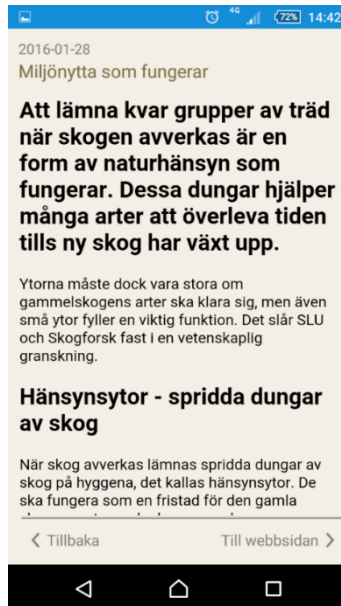 4G 72% 14:42
2016-01-28
Miljönytta som fungerar
Att lämna kvar grupper av träd
när skogen avverkas är en
form av naturhänsyn som
fungerar. Dessa dungar hjälper
många arter att överleva tiden
tills ny skog har växt upp.
Ytorna måste dock vara stora om
gammelskogens arter ska klara sig, men även
små ytor fyller en viktig funktion. Det slår SLU
och Skogforsk fast i en vetenskaplig
granskning.
Hänsynsytor - spridda dungar
av skog
När skog avverkas lämnas spridda dungar av
skog på hyggena, det kallas hänsynsytor. De
ska fungera som en fristad för den gamla
Tillbaka
Till webbsidan